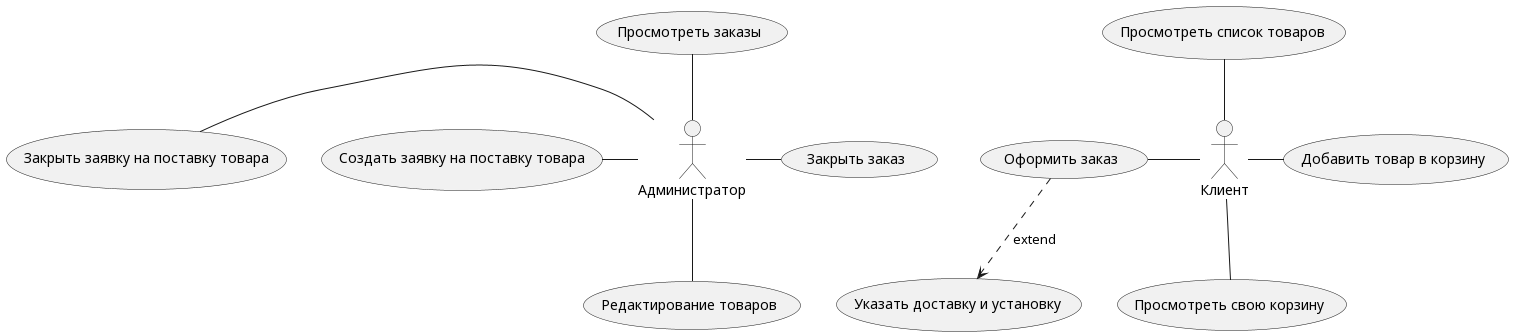 Просмотреть заказы
Просмотреть список товаров
Закрыть заявку на поставку товара
Создать заявку на поставку товара
Закрыть заказ
Оформить заказ
Добавить товар в корзину
Администратор
Клиент
extend
Редактирование товаров
Указать доставку и установку
Просмотреть свою корзину